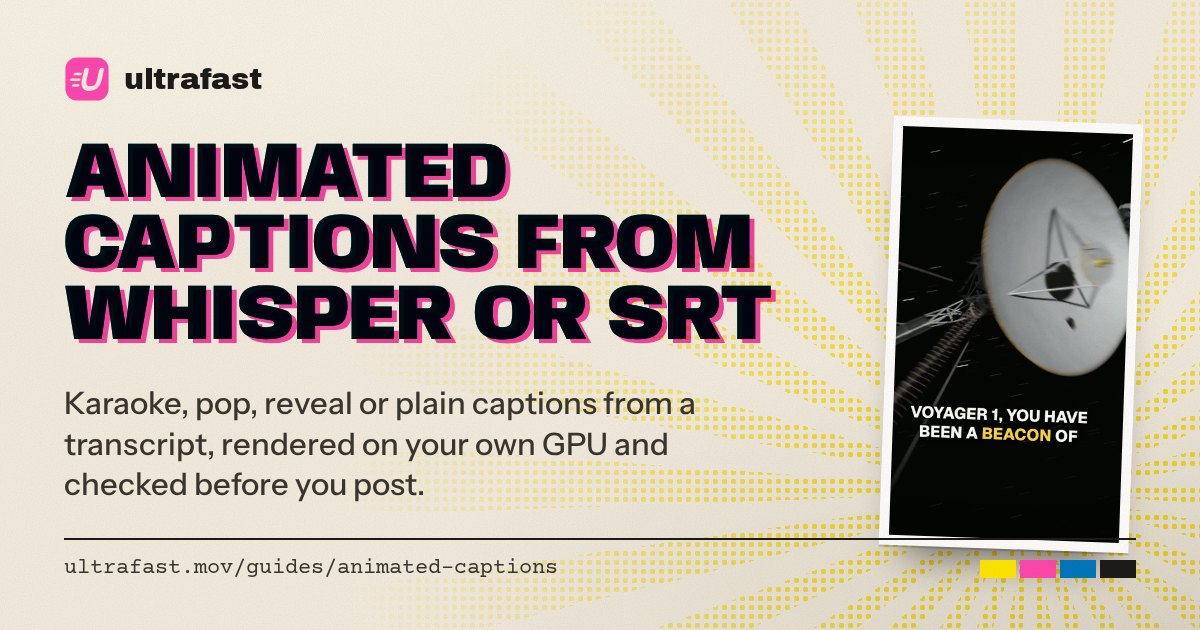 U
ultrafast
ANIMATED
CAPTIONS FROM
WHISPER OR SRT
Karaoke, pop, reveal or plain captions from a
transcript, rendered on your own GPU and
checked before you post.
VOYAGER 1, YOU HAVE
BEEN A BEACON OF
ultrafast.mov/guides/animated-captions